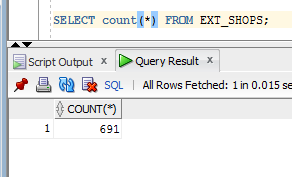 SELECT count(*) FROM EXT_SHOPS;
Script Output x Query Result x
SQL | All Rows Fetched: 1 in 0.015 se
COUNT(*)
1 691